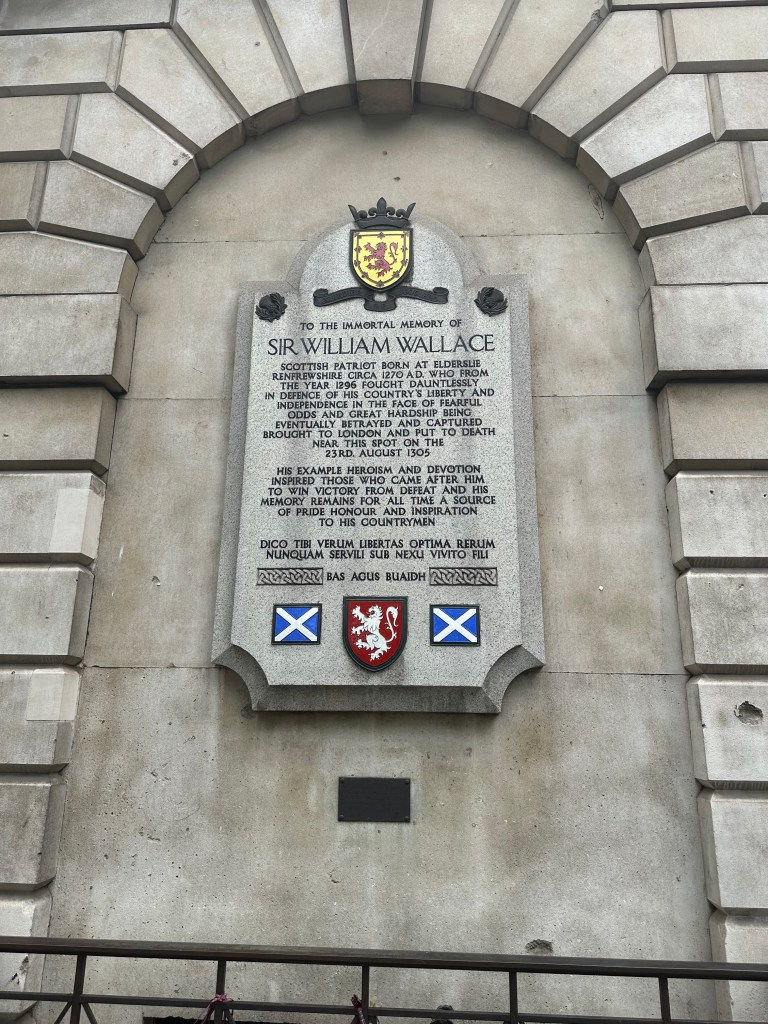 TO THE IMMORTAL MEMORY OF
SIR WILLIAM WALLACE
SCOTTISH PATRIOT BORN AT ELDERSLIE
RENFREWSHIRE CIRCA 1270 A.D. WHO FROM
THE YEAR 1296 FOUGHT DAUNTLESSLY
IN DEFENCE OF HIS COUNTRY'S LIBERTY AND
INDEPENDENCE IN THE FACE OF FEARFUL
ODDS AND GREAT HARDSHIP BEING
EVENTUALLY BETRAYED AND CAPTURED
BROUGHT TO LONDON AND PUT TO DEATH
NEAR THIS SPOT ON THE
23RD. AUGUST 1305
HIS EXAMPLE HEROISM AND DEVOTION
INSPIRED THOSE WHO CAME AFTER HIM
TO WIN VICTORY FROM DEFEAT AND HIS
MEMORY REMAINS FOR ALL TIME A SOURCE
OF PRIDE HONOUR AND INSPIRATION
TO HIS COUNTRYMEN
DICO TIBI VERUM LIBERTAS OPTIMA RERUM
NUNQUAM SERVILI SUB NEXU VIVITO FILI
BAS AGUS BUAIDH